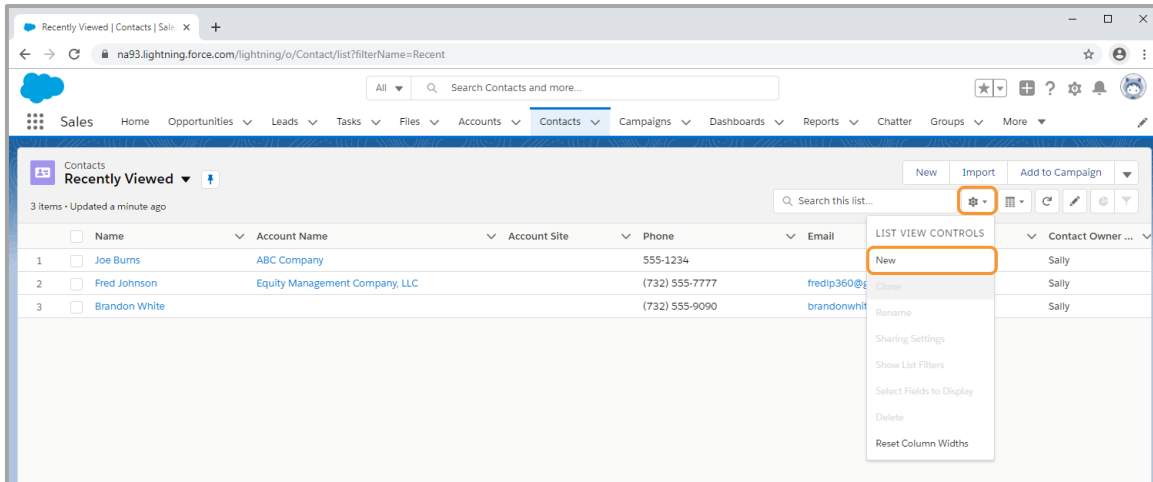 Recently Viewed | Contacts | Sale
na93.lightning.force.com/lightning/o/Contact/list?filterName=Recent
All Search Contacts and more...
Sales Home Opportunities Leads Tasks Files Accounts Contacts Campaigns Dashboards Reports Chatter Groups More
Contacts
Recently Viewed
New Import Add to Campaign
3 items • Updated a minute ago
Search this list...
Name Account Name Account Site Phone Email Contact Owner ...
1 Joe Burns ABC Company 555-1234 Sally
2 Fred Johnson Equity Management Company, LLC (732) 555-7777 fredlp360@g Sally
3 Brandon White (732) 555-9090 brandonwhit Sally
LIST VIEW CONTROLS
New
Clone
Rename
Sharing Settings
Show List Filters
Select Fields to Display
Delete
Reset Column Widths